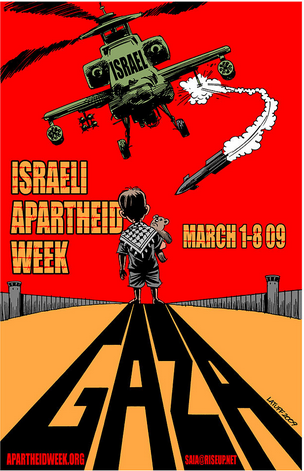 ISRAEL
ISRAELI
APARTHEID
WEEK
MARCH 1-8 09
GAZA
LATUFF2009
APARTHEIDWEEK.ORG
SAIA@RISEUP.NET